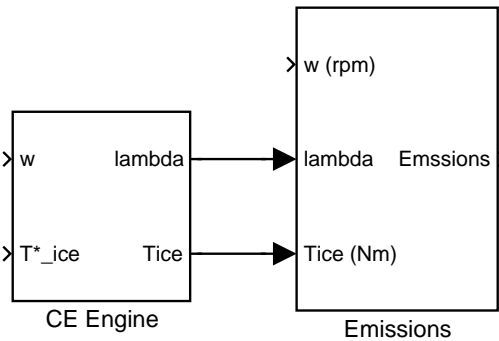 w (rpm)
w
lambda
lambda
Emssions
T*_ice
Tice
Tice (Nm)
CE Engine
Emissions